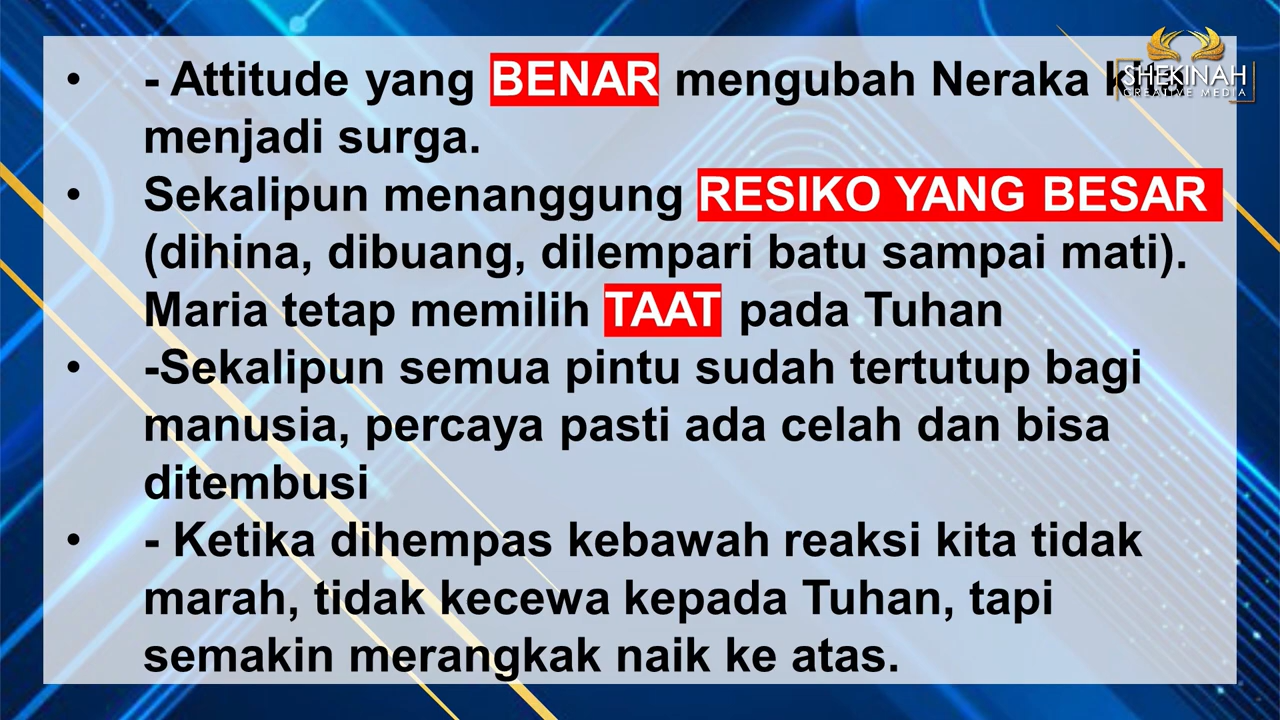 • - Attitude yang BENAR mengubah Neraka
menjadi surga.
• Sekalipun menanggung RESIKO YANG BESAR
(dihina, dibuang, dilempari batu sampai mati).
Maria tetap memilih TAAT pada Tuhan
• -Sekalipun semua pintu sudah tertutup bagi
manusia, percaya pasti ada celah dan bisa
ditembusi
• - Ketika dihempas kebawah reaksi kita tidak
marah, tidak kecewa kepada Tuhan, tapi
semakin merangkak naik ke atas.
SHEKINAH
CREATIVE MEDIA